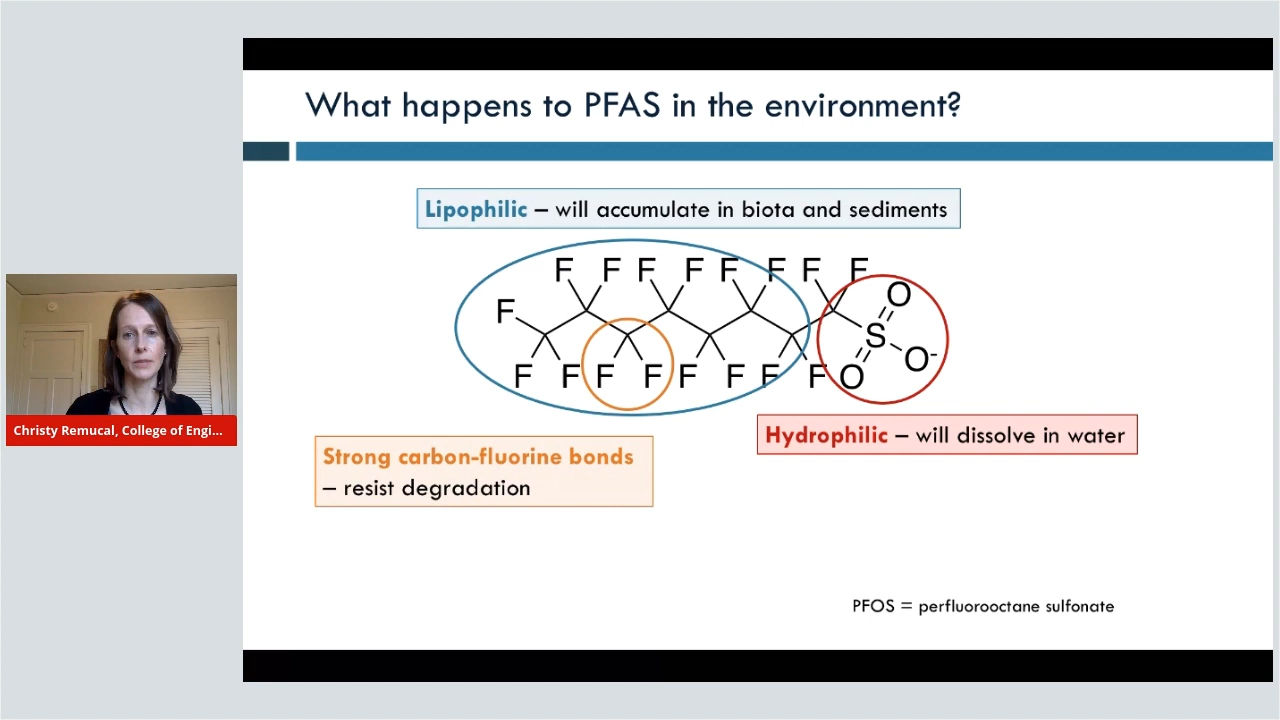 What happens to PFAS in the environment?
Lipophilic – will accumulate in biota and sediments
F F F F F F F F
F
O
S
O-
F F F F F F F F O
Hydrophilic – will dissolve in water
Strong carbon-fluorine bonds
– resist degradation
PFOS = perfluorooctane sulfonate
Christy Remucal, College of Engi...